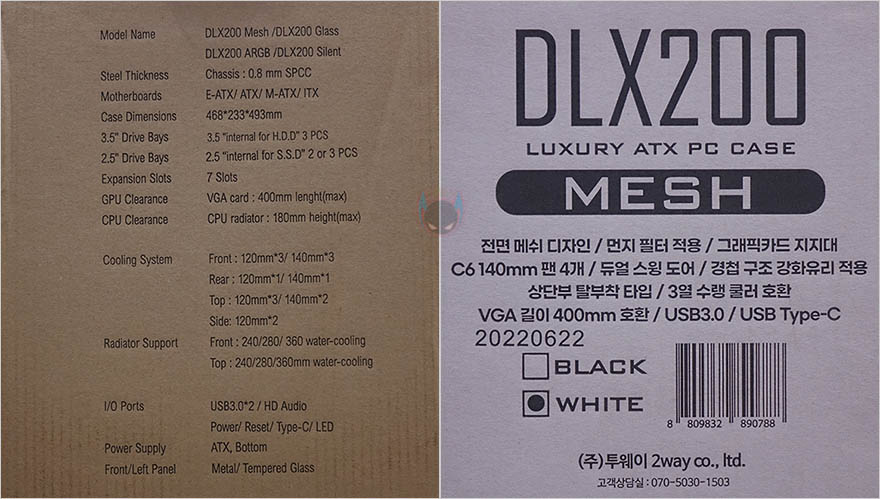 Model Name DLX200 Mesh /DLX200 Glass
DLX200 ARGB /DLX200 Silent
Steel Thickness Chassis : 0.8 mm SPCC
Motherboards E-ATX/ ATX/ M-ATX/ ITX
Case Dimensions 468*233*493mm
3.5" Drive Bays 3.5 "internal for H.D.D" 3 PCS
2.5" Drive Bays 2.5 "internal for S.S.D" 2 or 3 PCS
Expansion Slots 7 Slots
GPU Clearance VGA card : 400mm lenght(max)
CPU Clearance CPU radiator : 180mm height(max)
Cooling System Front : 120mm*3/ 140mm*3
Rear : 120mm*1/ 140mm*1
Top : 120mm*3/ 140mm*2
Side: 120mm*2
Radiator Support Front : 240/280/ 360 water-cooling
Top : 240/280/360mm water-cooling
I/O Ports USB3.0*2 / HD Audio
Power/ Reset/ Type-C/ LED
Power Supply ATX, Bottom
Front/Left Panel Metal/ Tempered Glass
DLX200
LUXURY ATX PC CASE
MESH
전면 메쉬 디자인 / 먼지 필터 적용 / 그래픽카드 지지대
C6 140mm 팬 4개 / 듀얼 스윙 도어 / 경첩 구조 강화유리 적용
상단부 탈부착 타입 / 3열 수랭 쿨러 호환
VGA 길이 400mm 호환 / USB3.0 / USB Type-C
20220622
BLACK
WHITE
8 809832 890788
(주)투웨이 2way co., ltd.
고객상담실 : 070-5030-1503